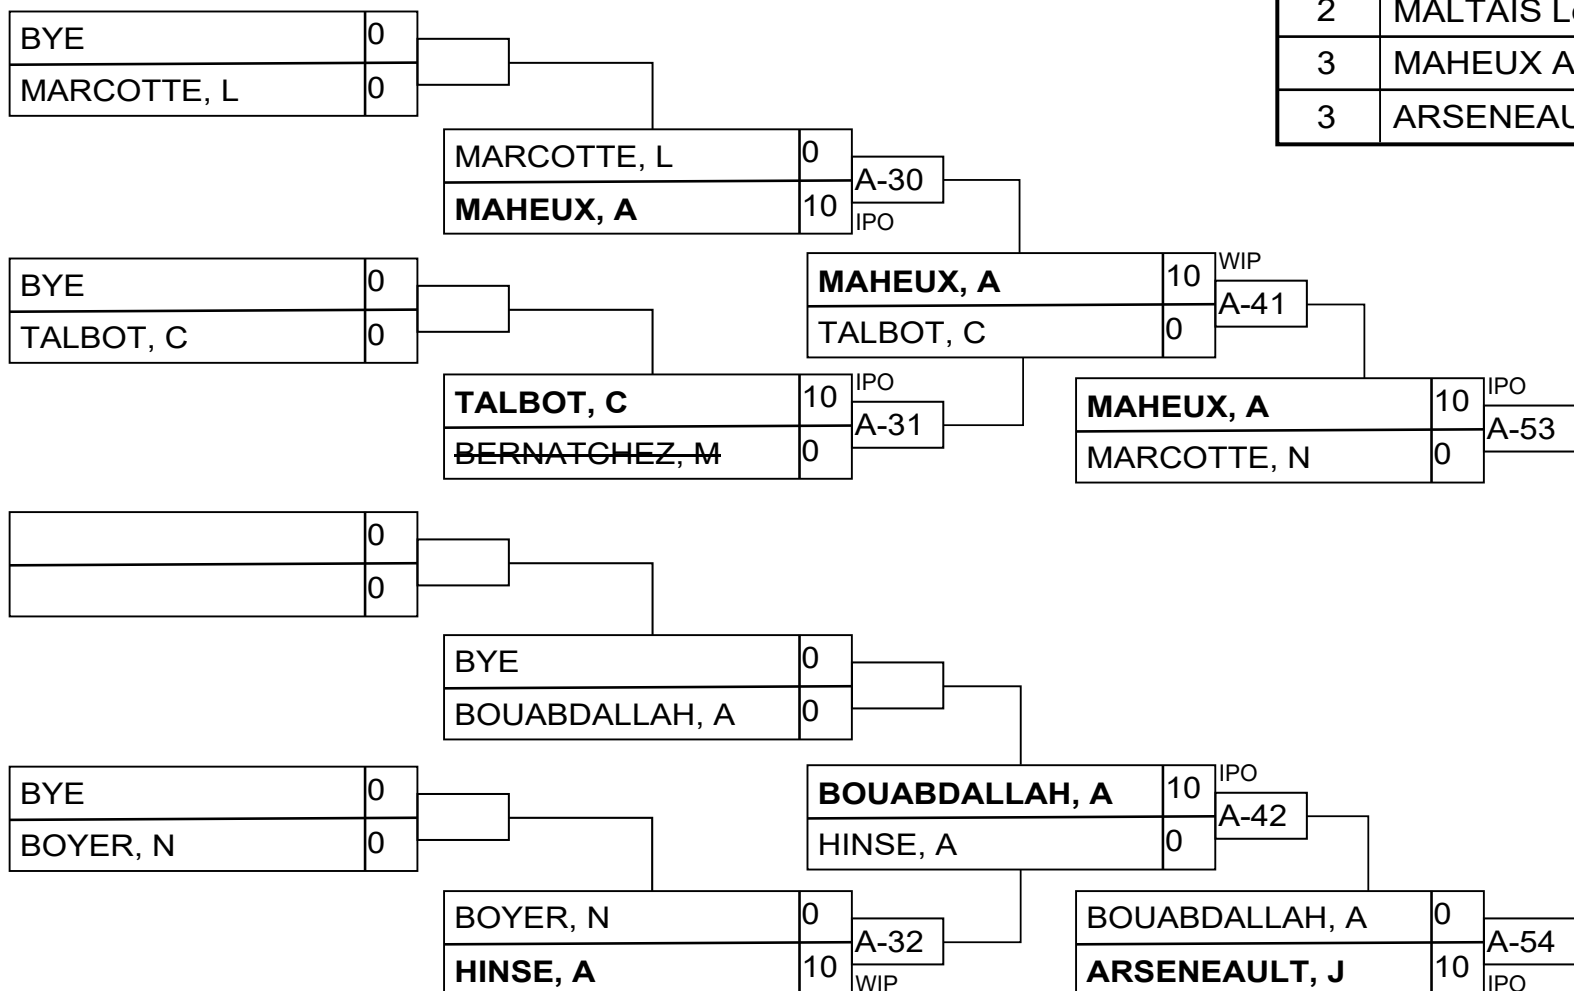 2 MALTAIS L
3 MAHEUX A
3 ARSENEAU
BYE 0
MARCOTTE, L 0
MARCOTTE, L 0
MAHEUX, A 10
A-30
IPO
BYE 0
TALBOT, C 0
TALBOT, C 10
BERNATCHEZ, M 0
IPO
A-31
MAHEUX, A 10
TALBOT, C 0
WIP
A-41
MAHEUX, A 10
MARCOTTE, N 0
IPO
A-53
0
0
BYE 0
BOUABDALLAH, A 0
BYE 0
BOYER, N 0
BOYER, N 0
HINSE, A 10
A-32
WIP
BOUABDALLAH, A 10
HINSE, A 0
IPO
A-42
BOUABDALLAH, A 0
ARSENEAULT, J 10
A-54
IPO